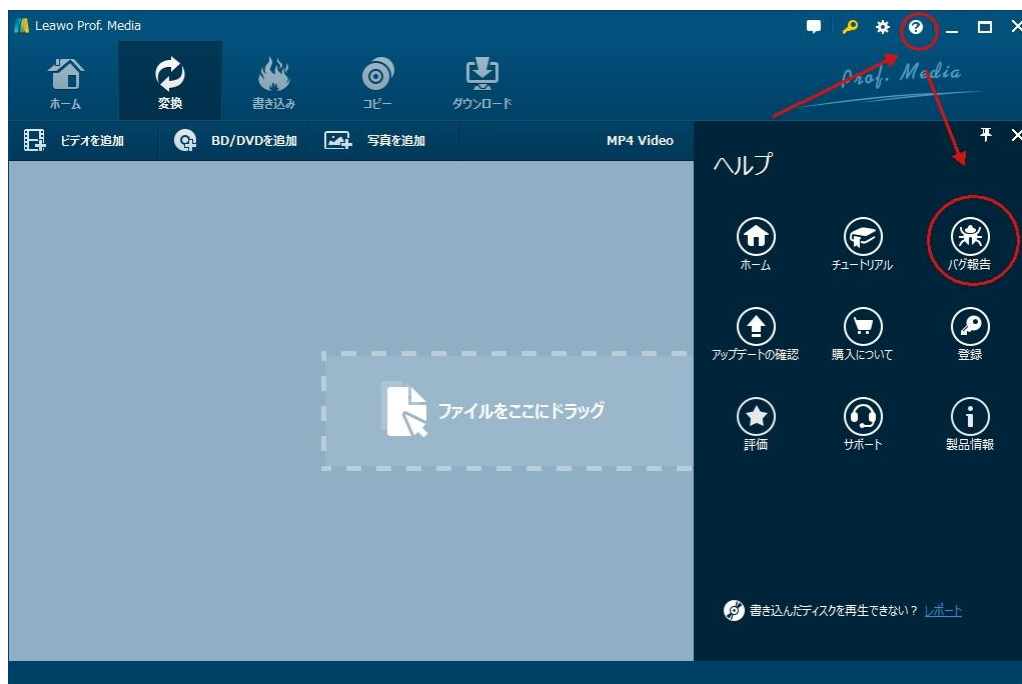 Leawo Prof. Media
ホーム
変換
書き込み
コピー
ダウンロード
Prof. Media
ビデオを追加
BD/DVDを追加
写真を追加
MP4 Video
ヘルプ
ホーム
チュートリアル
バグ報告
アップデートの確認
購入について
登録
評価
サポート
製品情報
ファイルをここにドラッグ
書き込んだディスクを再生できない？ レポート